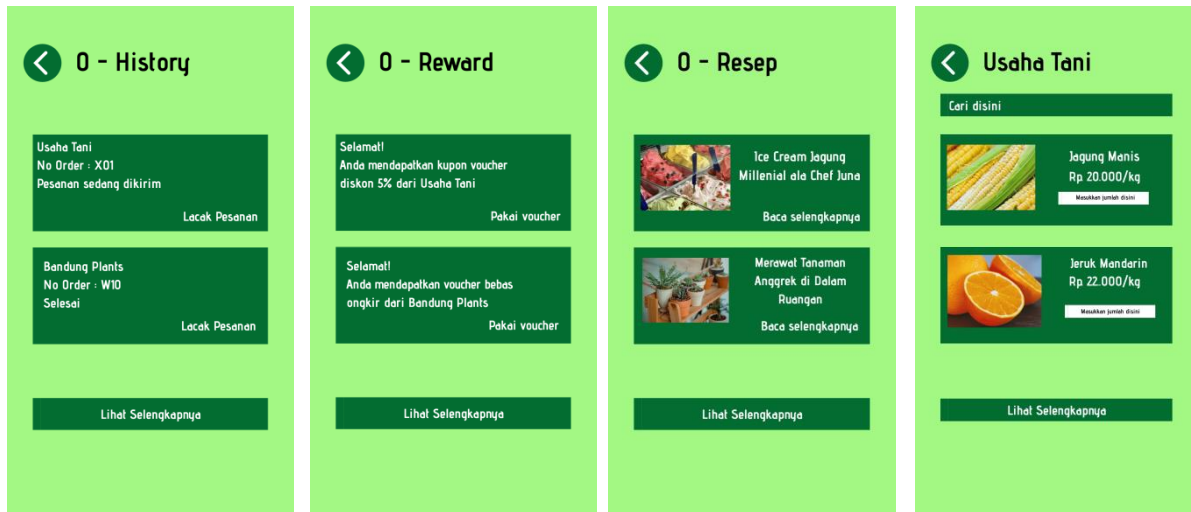 O - History
Usaha Tani
No Order : X01
Pesanan sedang dikirim
Lacak Pesanan
Bandung Plants
No Order : W10
Selesai
Lacak Pesanan
Lihat Selengkapnya
O - Reward
Selamat!
Anda mendapatkan kupon voucher
diskon 5% dari Usaha Tani
Pakai voucher
Selamat!
Anda mendapatkan voucher bebas
ongkir dari Bandung Plants
Pakai voucher
Lihat Selengkapnya
O - Resep
Ice Cream Jagung
Millenial ala Chef Juna
Baca selengkapnya
Merawat Tanaman
Anggrek di Dalam
Ruangan
Baca selengkapnya
Lihat Selengkapnya
Usaha Tani
Cari disini
Jagung Manis
Rp. 20.000/kg
Masukkan jumlah disini
Jeruk Mandarin
Rp. 22.000/kg
Masukkan jumlah disini
Lihat Selengkapnya